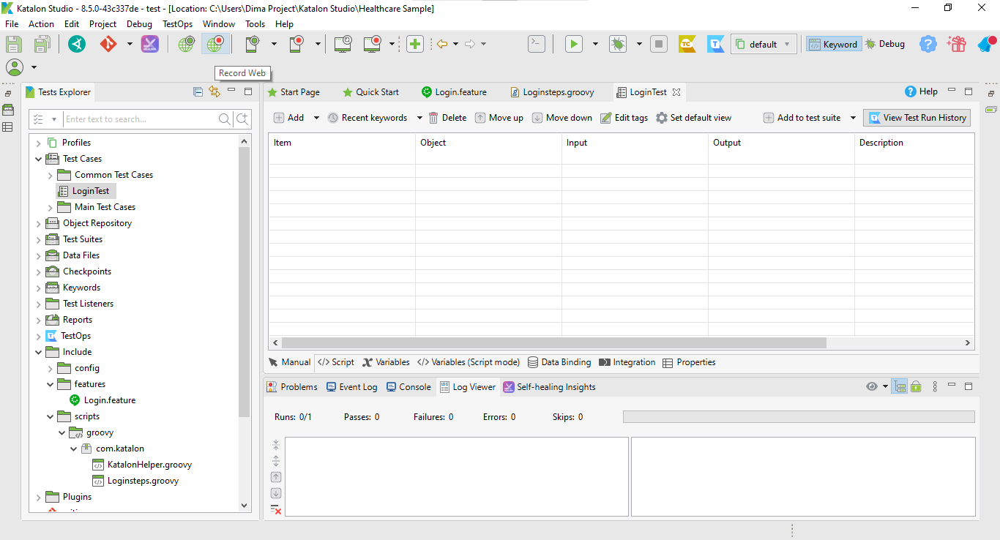 Katalon Studio - 8.5.0-43c337de - test - [Location: C:\Users\Dima Project\Katalon Studio\Healthcare Sample]
File Action Edit Project Debug TestOps Window Tools Help
default Keyword Debug
Record Web
Tests Explorer
Start Page Quick Start Login.feature Loginsteps.groovy LoginTest Help
Enter text to search...
Add Recent keywords Delete Move up Move down Edit tags Set default view Add to test suite View Test Run History
Item Object Input Output Description
Profiles
Test Cases
Common Test Cases
LoginTest
Main Test Cases
Object Repository
Test Suites
Data Files
Checkpoints
Keywords
Test Listeners
Reports
TestOps
Include
config
features
Login.feature
scripts
groovy
com.katalon
KatalonHelper.groovy
Loginsteps.groovy
Plugins
Manual Script Variables Variables (Script mode) Data Binding Integration Properties
Problems Event Log Console Log Viewer Self-healing Insights
Runs: 0/1 Passes: 0 Failures: 0 Errors: 0 Skips: 0